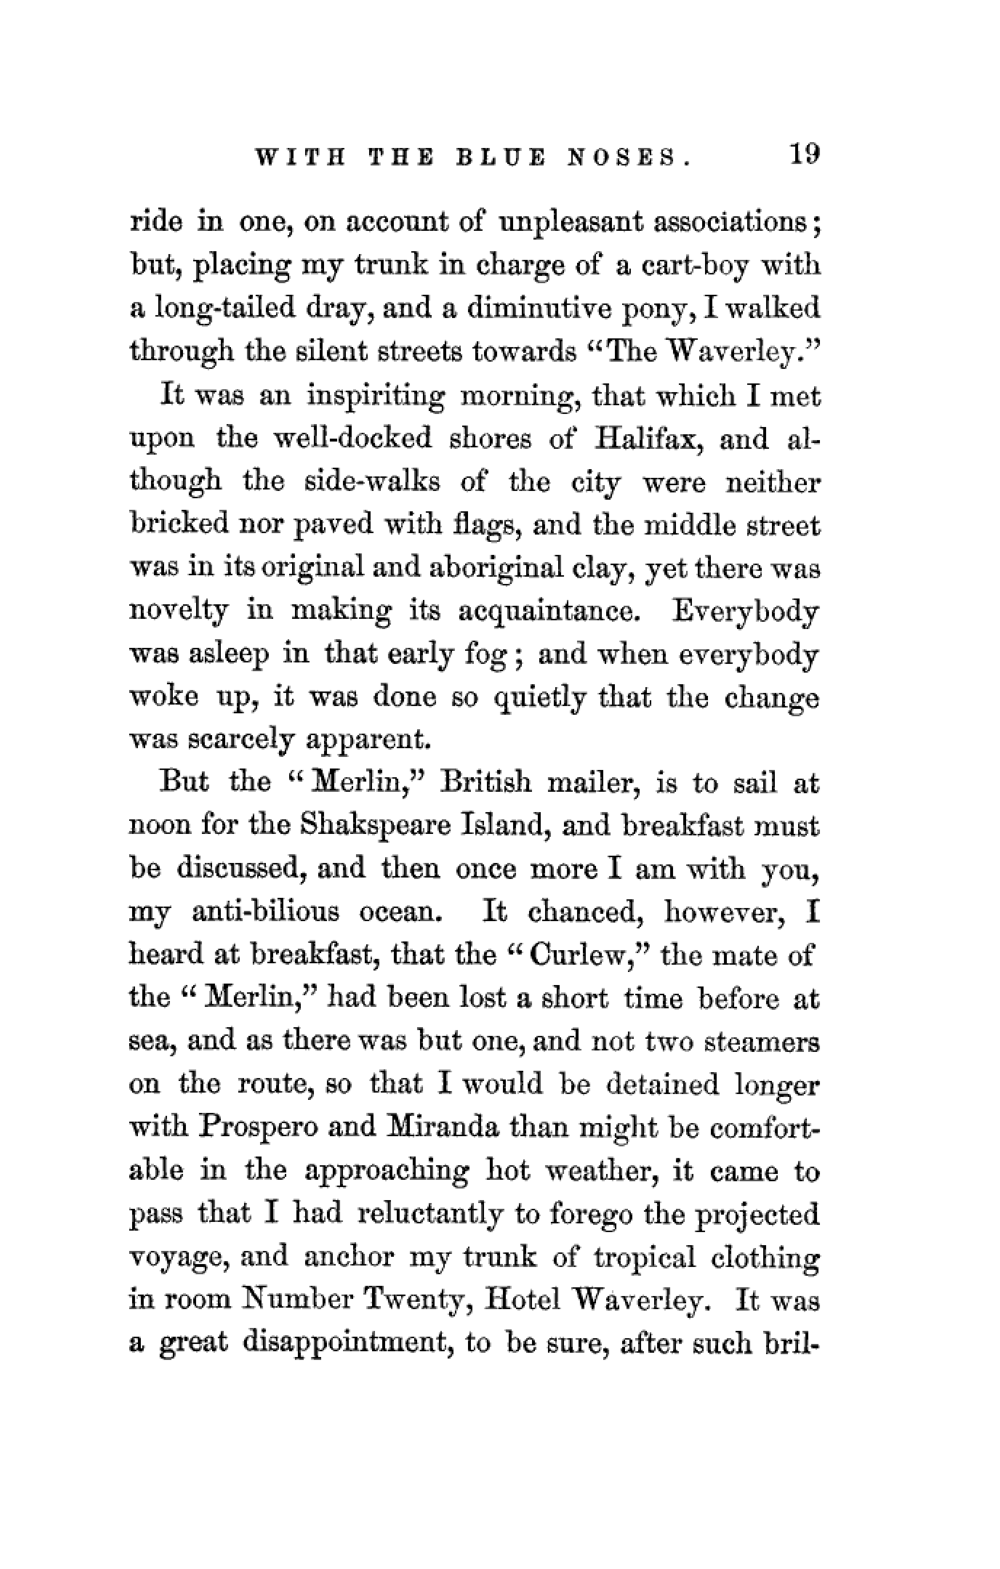 WITH THE BLUE NOSES. 19
ride in one, on account of unpleasant associations;
but, placing my trunk in charge of a cart-boy with
a long-tailed dray, and a diminutive pony, I walked
through the silent streets towards “The Waverley.”
It was an inspiriting morning, that which I met
upon the well-docked shores of Halifax, and al-
though the side-walks of the city were neither
bricked nor paved with flags, and the middle street
was in its original and aboriginal clay, yet there was
novelty in making its acquaintance. Everybody
was asleep in that early fog; and when everybody
woke up, it was done so quietly that the change
was scarcely apparent.
But the “Merlin,” British mailer, is to sail at
noon for the Shakspeare Island, and breakfast must
be discussed, and then once more I am with you,
my anti-bilious ocean. It chanced, however, I
heard at breakfast, that the “Curlew,” the mate of
the “Merlin,” had been lost a short time before at
sea, and as there was but one, and not two steamers
on the route, so that I would be detained longer
with Prospero and Miranda than might be comfort-
able in the approaching hot weather, it came to
pass that I had reluctantly to forego the projected
voyage, and anchor my trunk of tropical clothing
in room Number Twenty, Hotel Waverley. It was
a great disappointment, to be sure, after such bril-